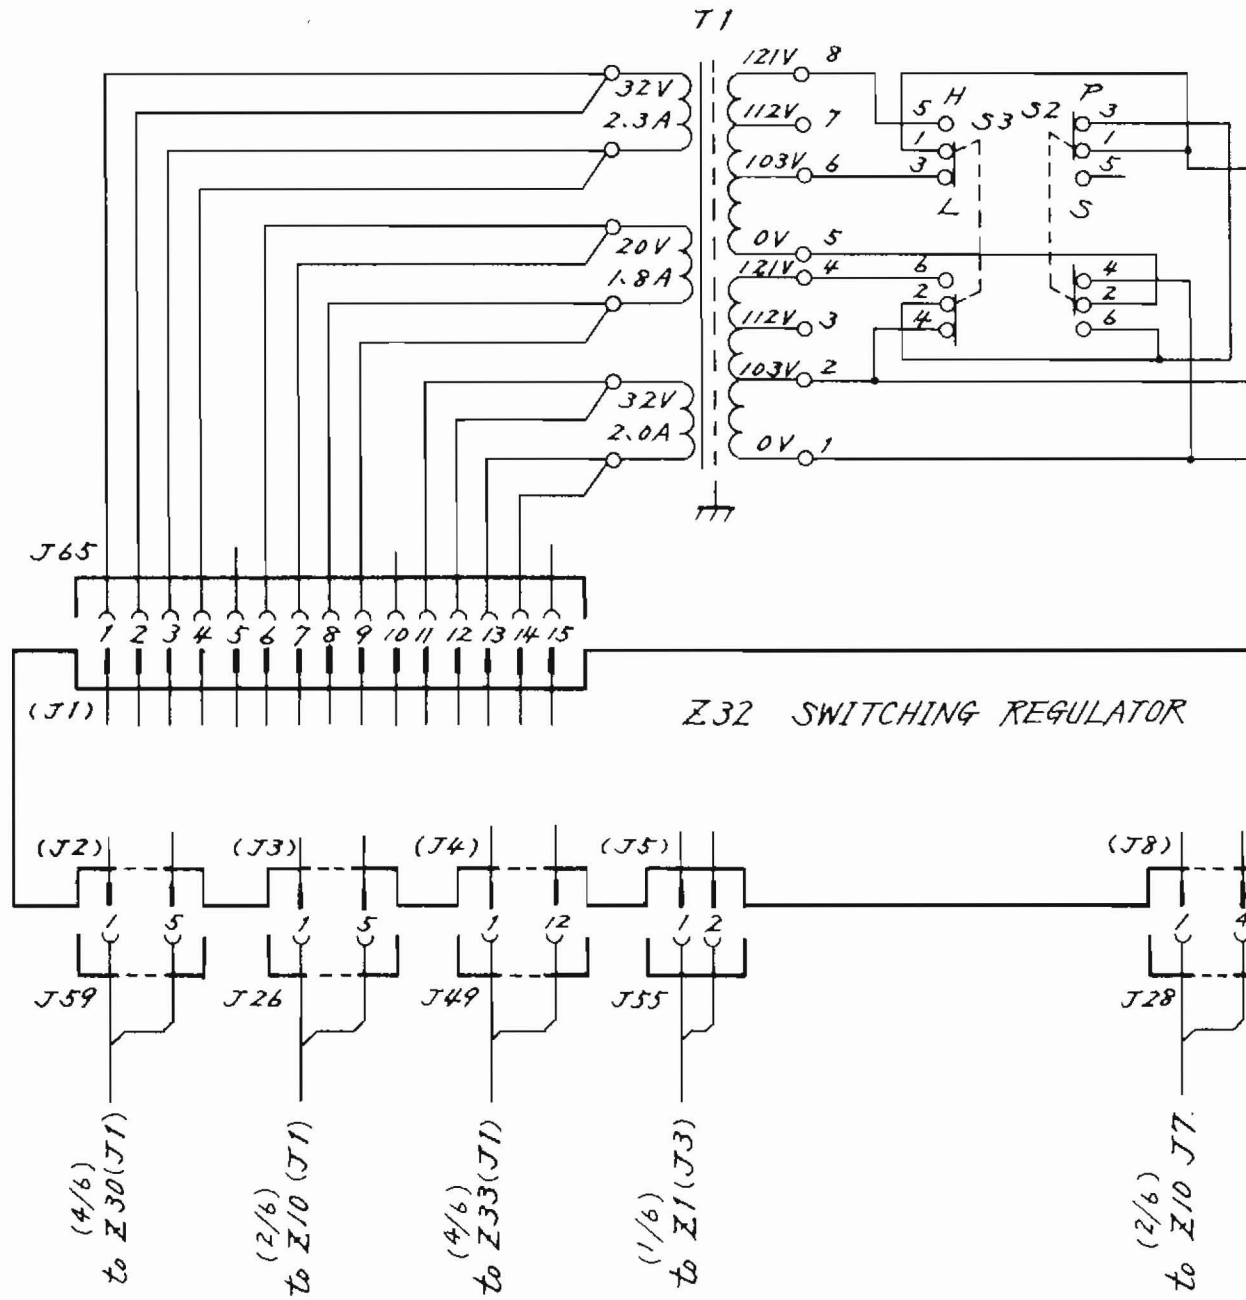 T1
121V 8
32V
2.3A
112V 7
103V 6
0V 5
20V
1.8A
121V 4
112V 3
103V 2
32V
2.0A
0V 1
H
5
1
3
L
S3
S2
P
3
1
5
S
6
2
4
4
2
6
J65
1 2 3 4 5 6 7 8 9 10 11 12 13 14 15
(J1)
Z32 SWITCHING REGULATOR
(J2)
1 5
J59
(J3)
1 5
J26
(J4)
1 12
J49
(J5)
1 2
J55
(J8)
1 4
J28
(4/6)
to Z30(J1)
(2/6)
to Z10(J1)
(4/6)
to Z33(J1)
(1/6)
to Z1(J3)
(2/6)
to Z10 J7.